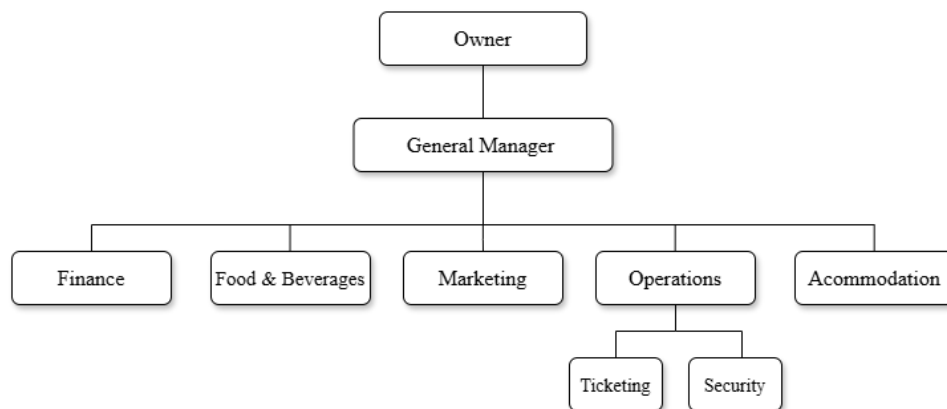 Owner
General Manager
Finance
Food & Beverages
Marketing
Operations
Acommodation
Ticketing
Security